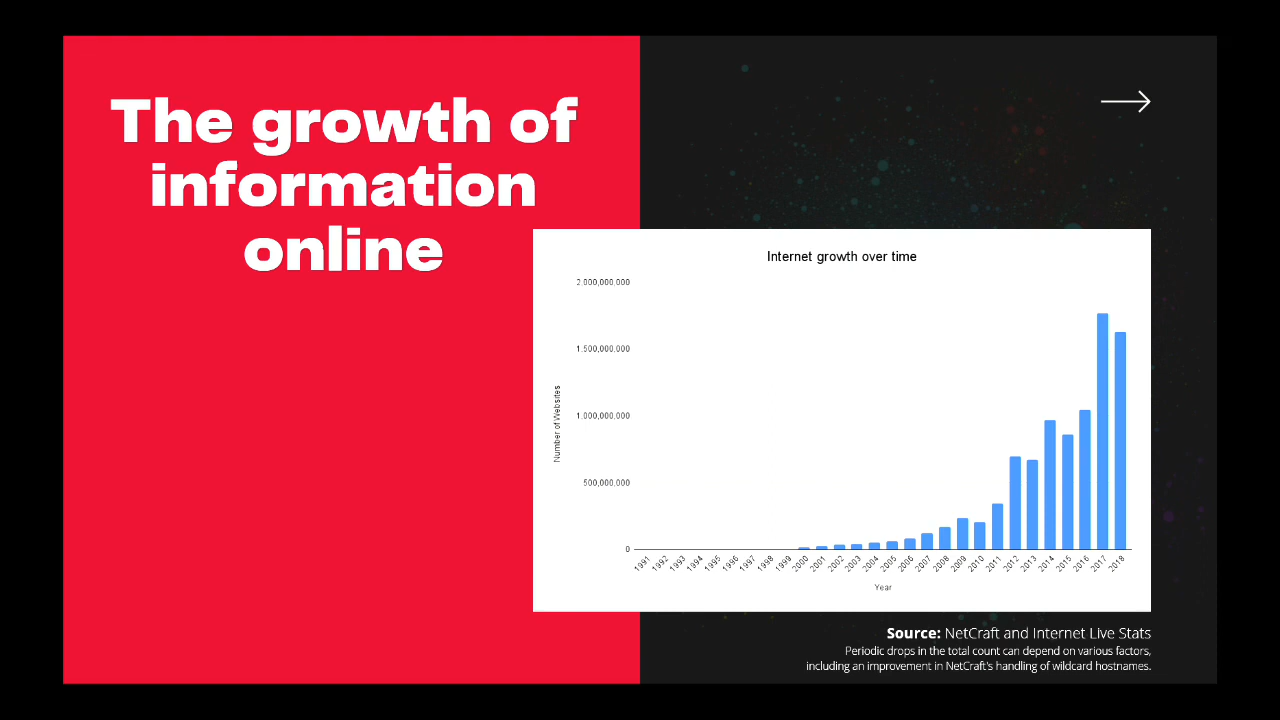 The growth of
information
online
Internet growth over time
2,000,000,000
1,500,000,000
1,000,000,000
500,000,000
0
Number of Websites
1991 1992 1993 1994 1995 1996 1997 1998 1999 2000 2001 2002 2003 2004 2005 2006 2007 2008 2009 2010 2011 2012 2013 2014 2015 2016 2017 2018
Year
Source: NetCraft and Internet Live Stats
Periodic drops in the total count can depend on various factors,
including an improvement in NetCraft's handling of wildcard hostnames.